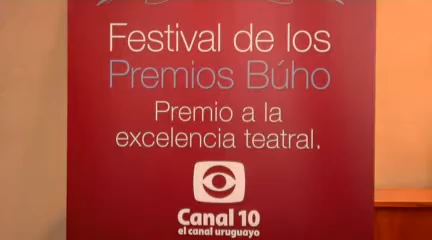 Festival de los
Premios Búho
Premio a la
excelencia teatral.
Canal 10
el canal uruguayo